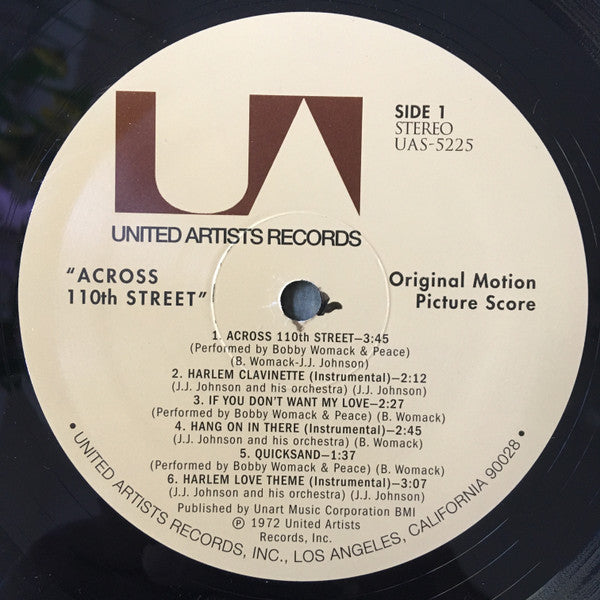 UA
SIDE 1
STEREO
UAS-5225
UNITED ARTISTS RECORDS
"ACROSS
110th STREET"
Original Motion
Picture Score
1. ACROSS 110th STREET—3:45
(Performed by Bobby Womack & Peace)
(B. Womack-J.J. Johnson)
2. HARLEM CLAVINETTE (Instrumental)—2:12
(J.J. Johnson and his orchestra) (J.J. Johnson)
3. IF YOU DON'T WANT MY LOVE—2:27
(Performed by Bobby Womack & Peace) (B. Womack)
4. HANG ON IN THERE (Instrumental)—2:45
(J.J. Johnson and his orchestra) (B. Womack)
5. QUICKSAND—1:37
(Performed by Bobby Womack & Peace) (B. Womack)
6. HARLEM LOVE THEME (Instrumental)—3:07
(J.J. Johnson and his orchestra) (J.J. Johnson)
Published by Unart Music Corporation BMI
℗ 1972 United Artists
Records, Inc.
• UNITED ARTISTS RECORDS, INC., LOS ANGELES, CALIFORNIA 90028 •